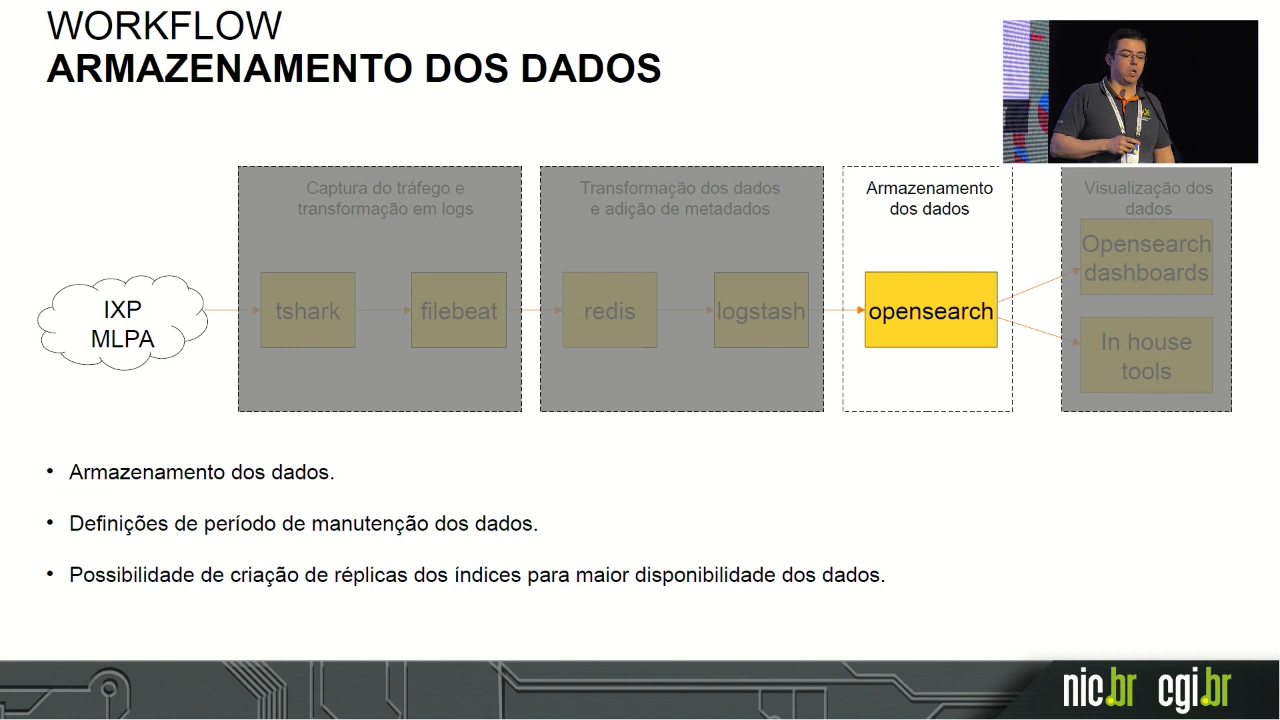 WORKFLOW
ARMAZENAMENTO DOS DADOS
Captura do tráfego e
transformação em logs
Transformação dos dados
e adição de metadados
Armazenamento
dos dados
Visualização dos
dados
IXP
MLPA
tshark
filebeat
redis
logstash
opensearch
Opensearch
dashboards
In house
tools
• Armazenamento dos dados.
• Definições de período de manutenção dos dados.
• Possibilidade de criação de réplicas dos índices para maior disponibilidade dos dados.
nic.br cgi.br